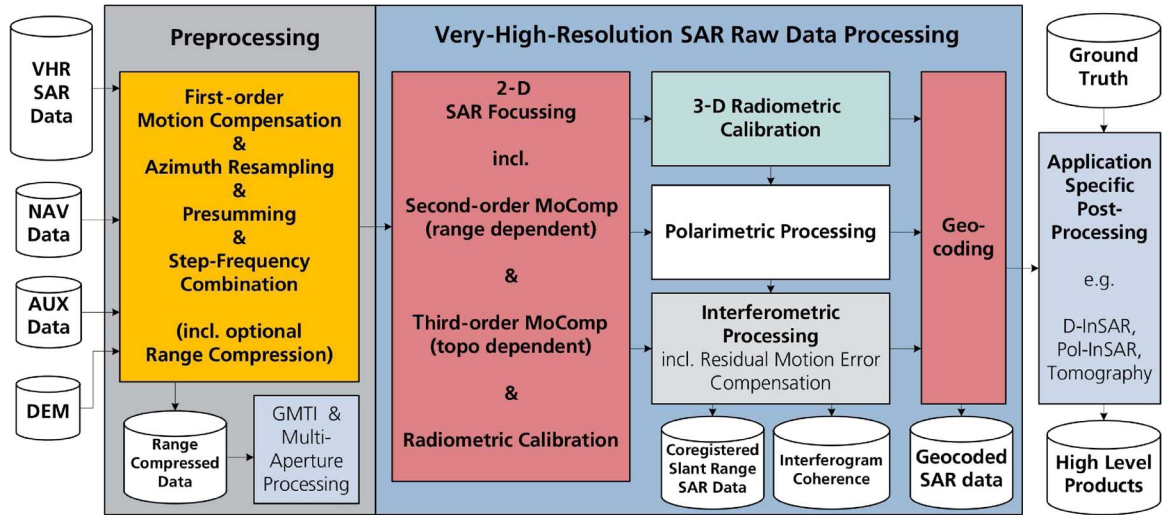 Preprocessing
Very-High-Resolution SAR Raw Data Processing
VHR
SAR
Data
NAV
Data
AUX
Data
DEM
First-order
Motion Compensation
&
Azimuth Resampling
&
Presumming
&
Step-Frequency
Combination
(incl. optional
Range Compression)
Range
Compressed
Data
GMTI &
Multi-
Aperture
Processing
2-D
SAR Focussing
incl.
Second-order MoComp
(range dependent)
&
Third-order MoComp
(topo dependent)
&
Radiometric Calibration
3-D Radiometric
Calibration
Polarimetric Processing
Interferometric
Processing
incl. Residual Motion Error
Compensation
Coregistered
Slant Range
SAR Data
Interferogram
Coherence
Geo-
coding
Geocoded
SAR data
Ground
Truth
Application
Specific
Post-
Processing
e.g.
D-InSAR,
Pol-InSAR,
Tomography
High Level
Products